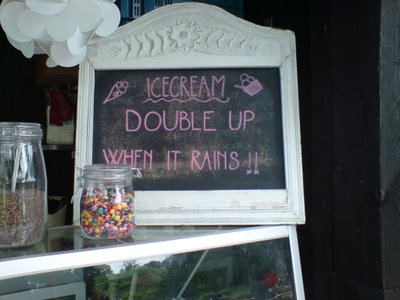 ICECREAM
DOUBLE UP
WHEN IT RAINS !!